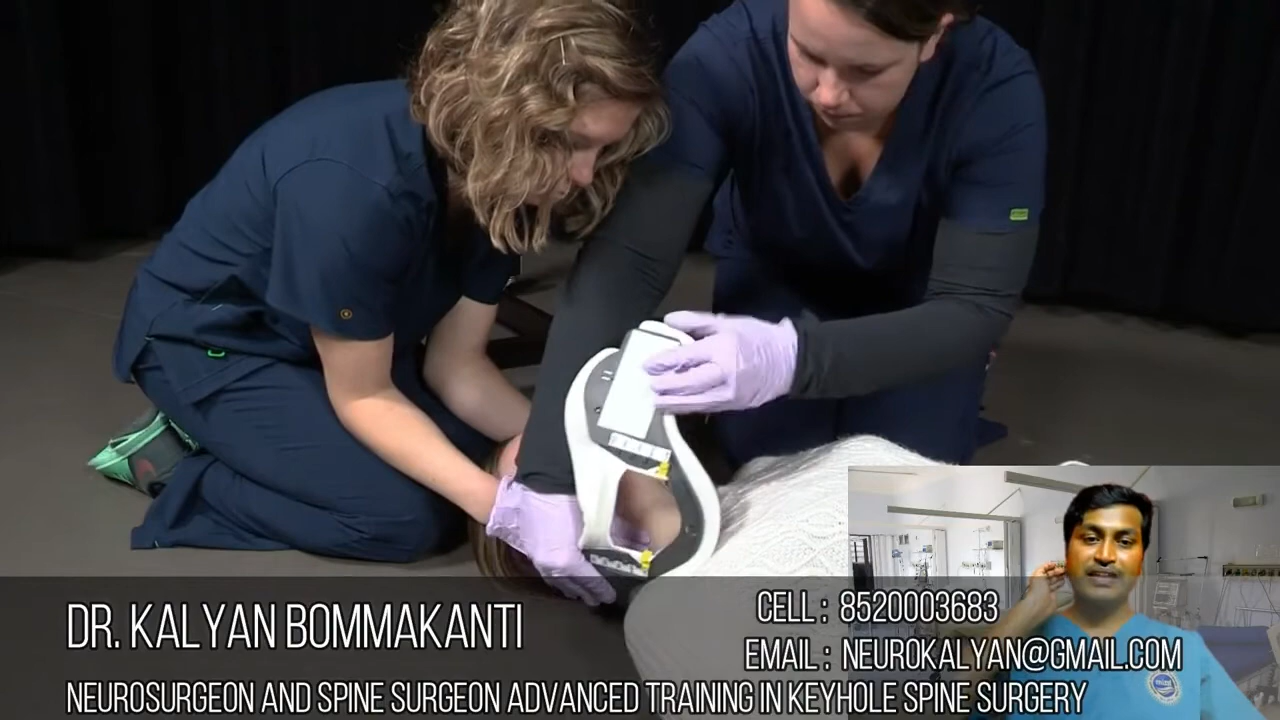 DR. KALYAN BOMMAKANTI
CELL : 8520003683
EMAIL : NEUROKALYAN@GMAIL.COM
NEUROSURGEON AND SPINE SURGEON ADVANCED TRAINING IN KEYHOLE SPINE SURGERY